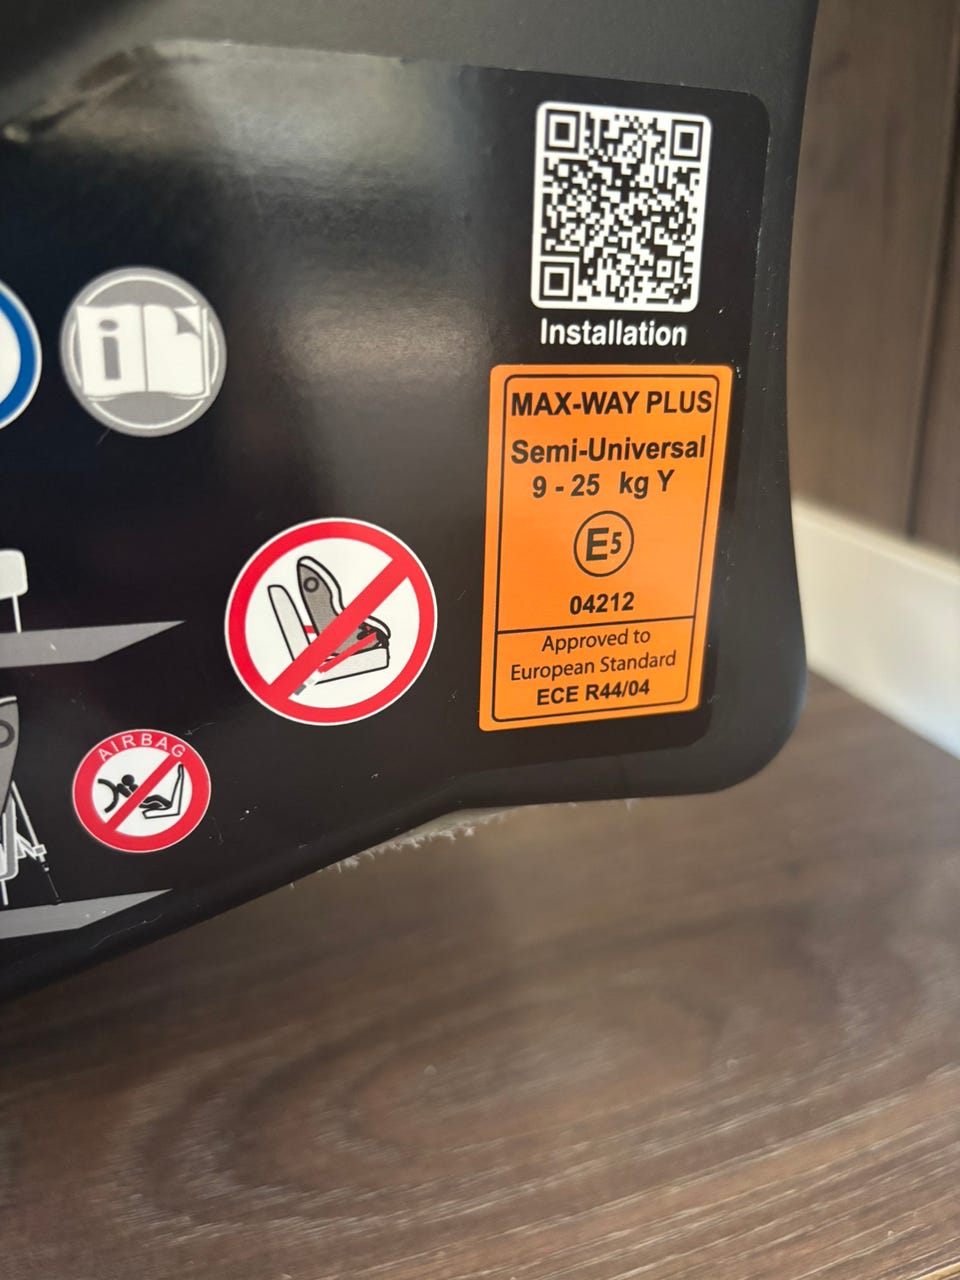 Installation
i
MAX-WAY PLUS
Semi-Universal
9 - 25 kg Y
E5
04212
Approved to
European Standard
ECE R44/04
AIRBAG